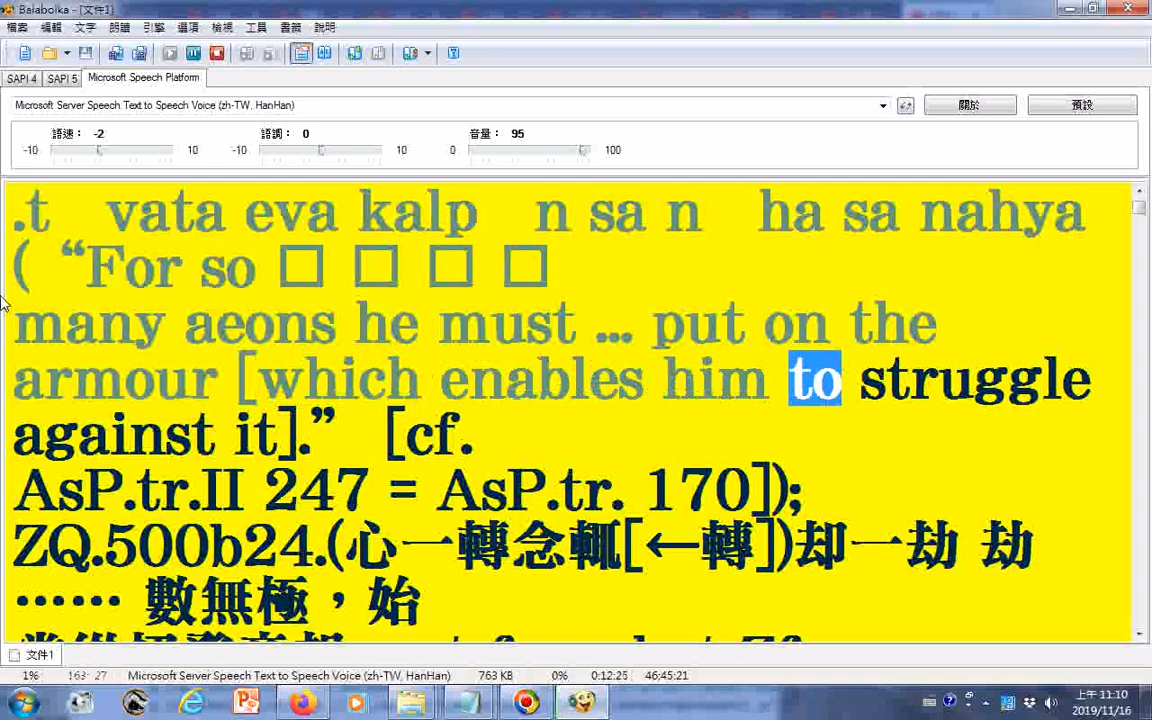 Balabolka - [文件1]
檔案 編輯 文字 朗讀 引擎 選項 檢視 工具 書籤 說明
SAPI 4 SAPI 5 Microsoft Speech Platform
Microsoft Server Speech Text to Speech Voice (zh-TW, HanHan) 關於 預設
語速： -2 語調： 0 音量： 95
-10 10 -10 10 0 100
.t vata eva kalp n sa n ha sa nahya
( “For so □ □ □ □
many aeons he must ... put on the
armour [which enables him to struggle
against it].” [cf.
AsP.tr.II 247 = AsP.tr. 170]);
ZQ.500b24.(心一轉念輒[←轉])却一劫 劫
…… 數無極，始
文件1
1% 163: 27 Microsoft Server Speech Text to Speech Voice (zh-TW, HanHan) 763 KB 0% 0:12:25 46:45:21
上午 11:10
2019/11/16